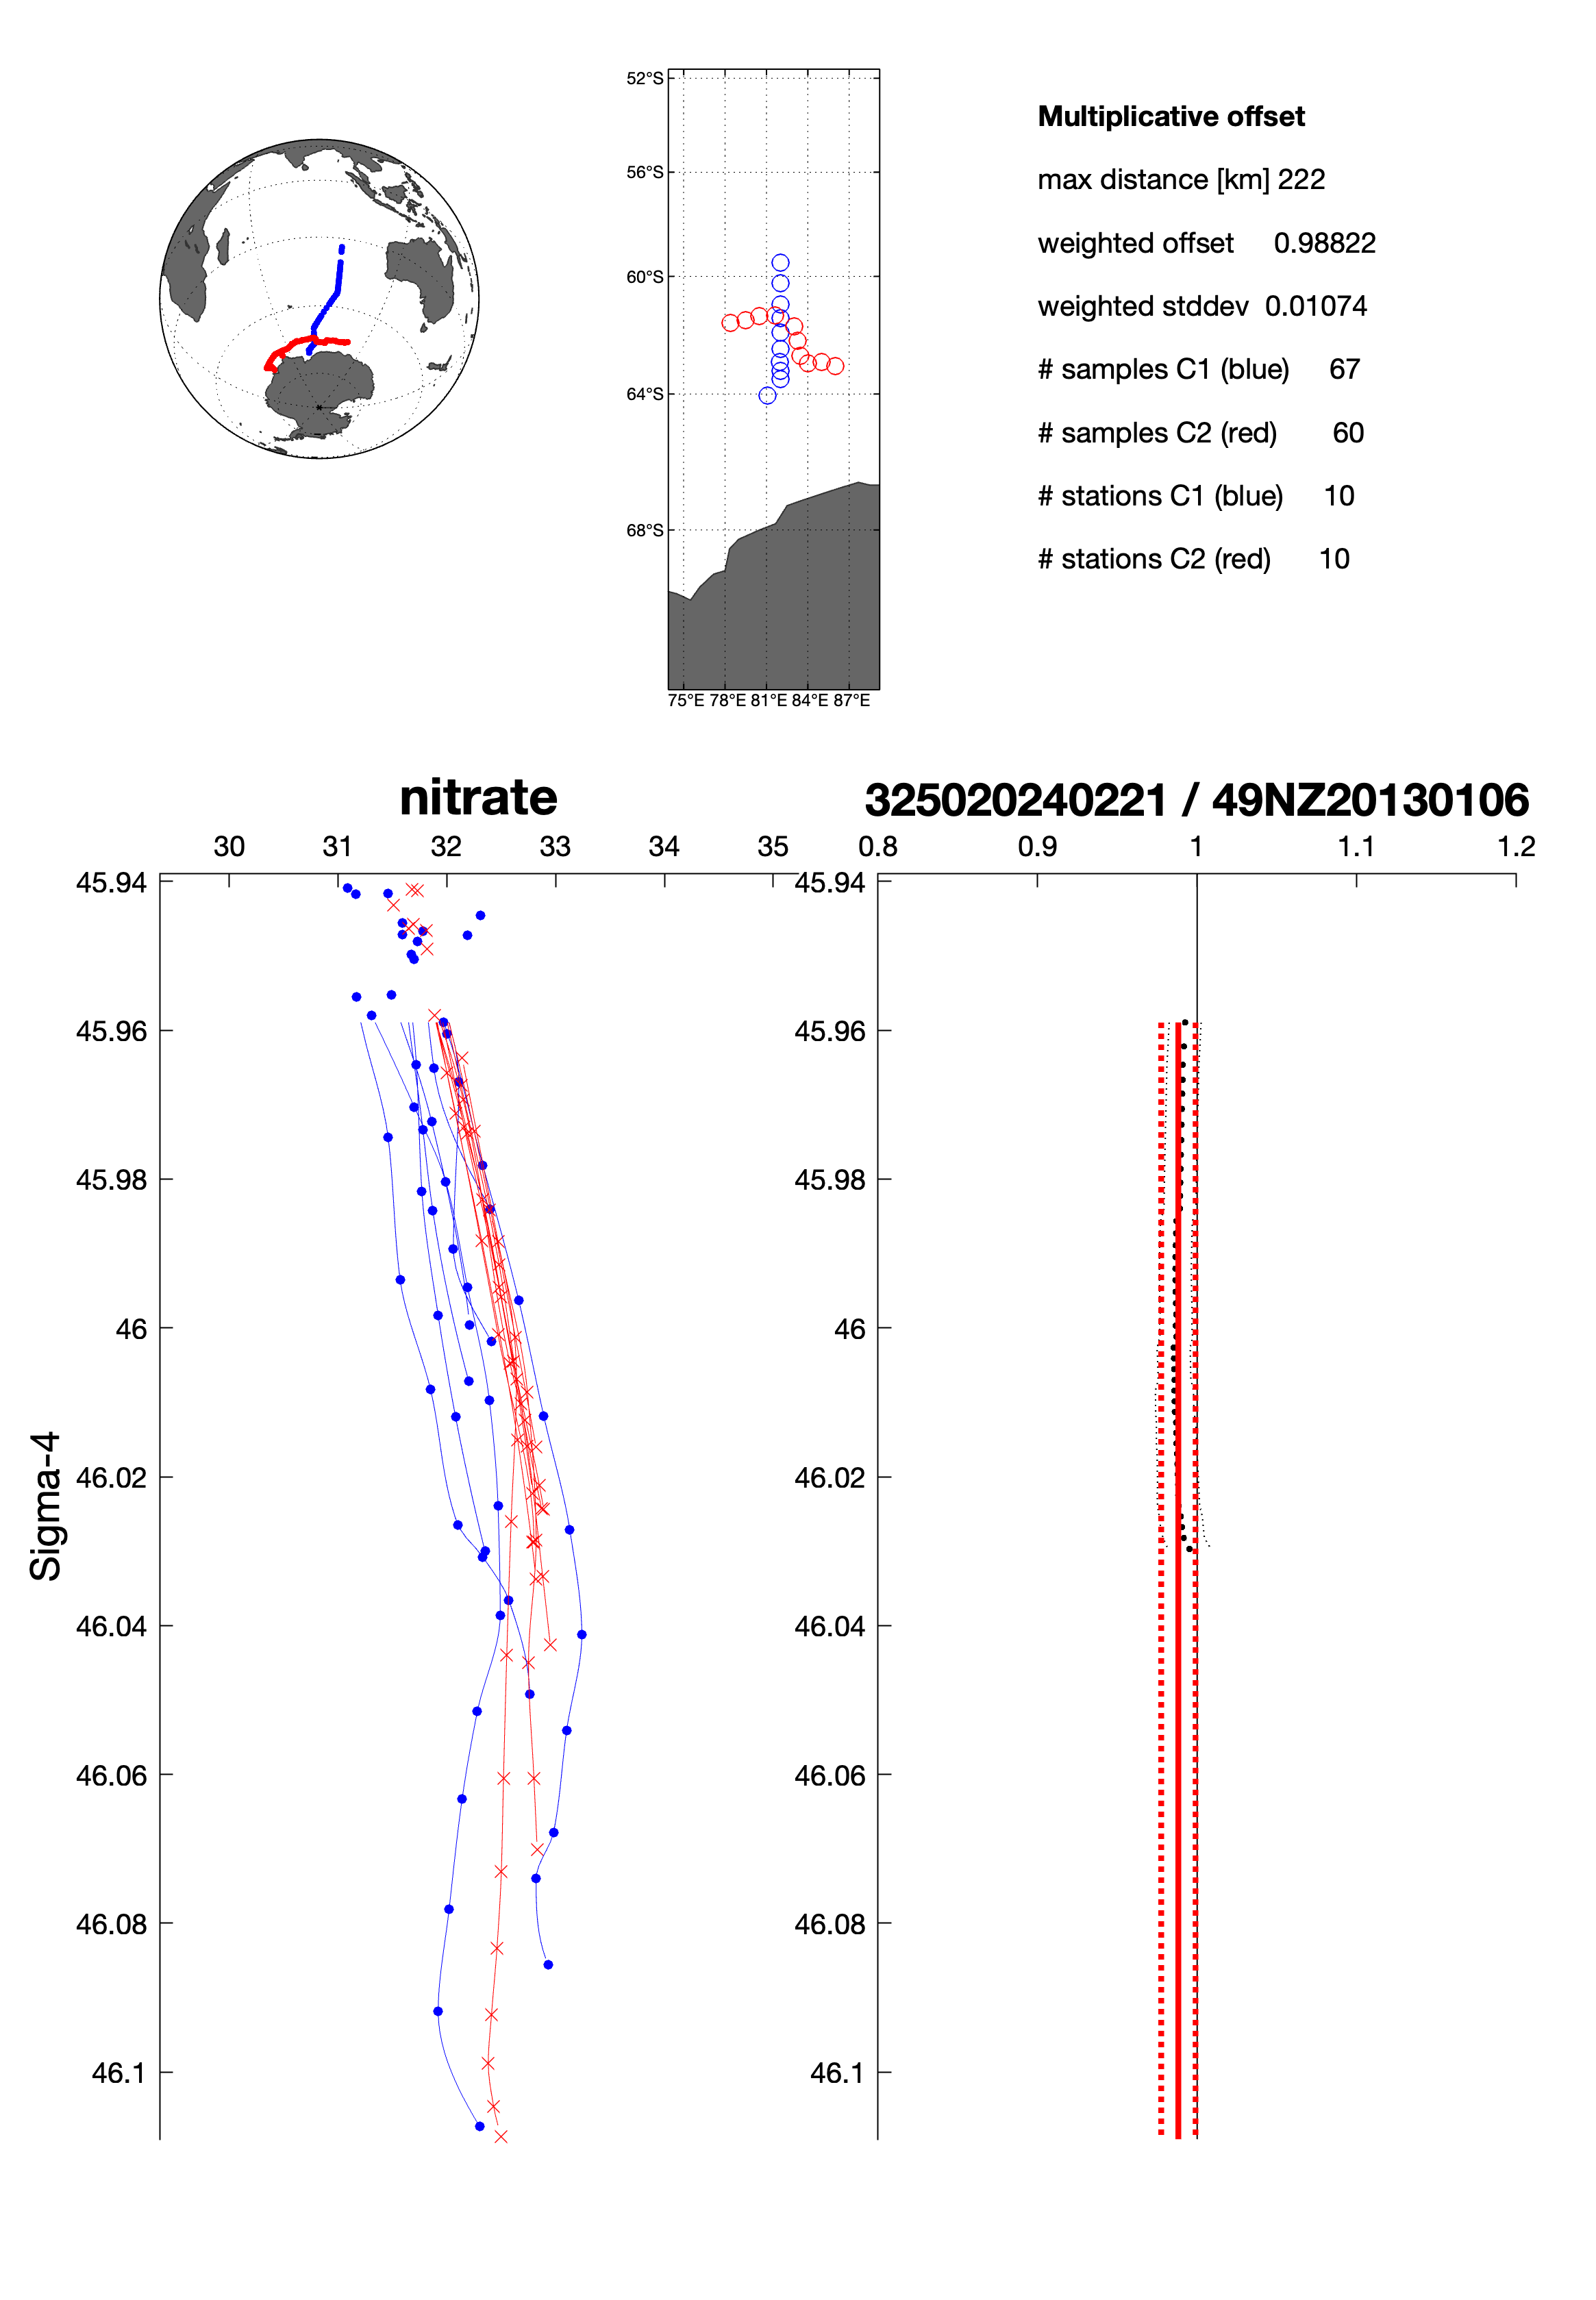 52°S
56°S
60°S
64°S
68°S
75°E 78°E 81°E 84°E 87°E
Multiplicative offset
max distance [km] 222
weighted offset 0.98822
weighted stddev 0.01074
# samples C1 (blue) 67
# samples C2 (red) 60
# stations C1 (blue) 10
# stations C2 (red) 10
nitrate
30 31 32 33 34 35
45.94
45.96
45.98
46
46.02
46.04
46.06
46.08
46.1
Sigma-4
325020240221 / 49NZ20130106
0.8 0.9 1 1.1 1.2
45.94
45.96
45.98
46
46.02
46.04
46.06
46.08
46.1